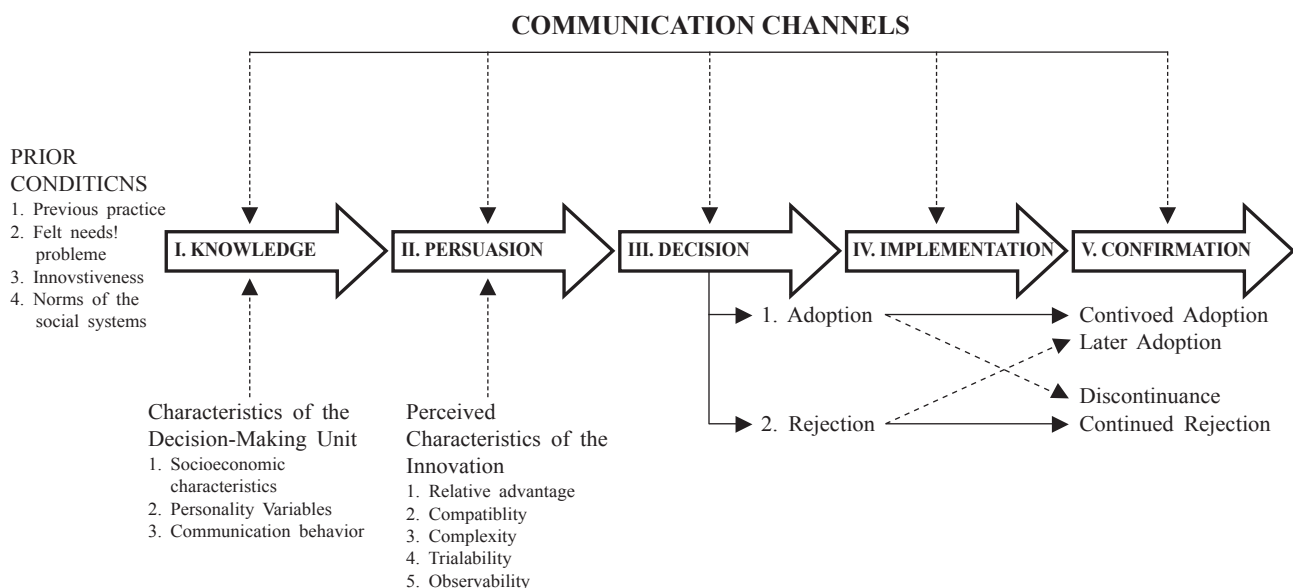 COMMUNICATION CHANNELS
PRIOR
CONDITICNS
1. Previous practice
2. Felt needs!
probleme
3. Innovstiveness
4. Norms of the
social systems
I. KNOWLEDGE
II. PERSUASION
III. DECISION
IV. IMPLEMENTATION
V. CONFIRMATION
1. Adoption
Contivoed Adoption
Later Adoption
Discontinuance
2. Rejection
Continued Rejection
Characteristics of the
Decision-Making Unit
1. Socioeconomic
characteristics
2. Personality Variables
3. Communication behavior
Perceived
Characteristics of the
Innovation
1. Relative advantage
2. Compatiblity
3. Complexity
4. Trialability
5. Observability